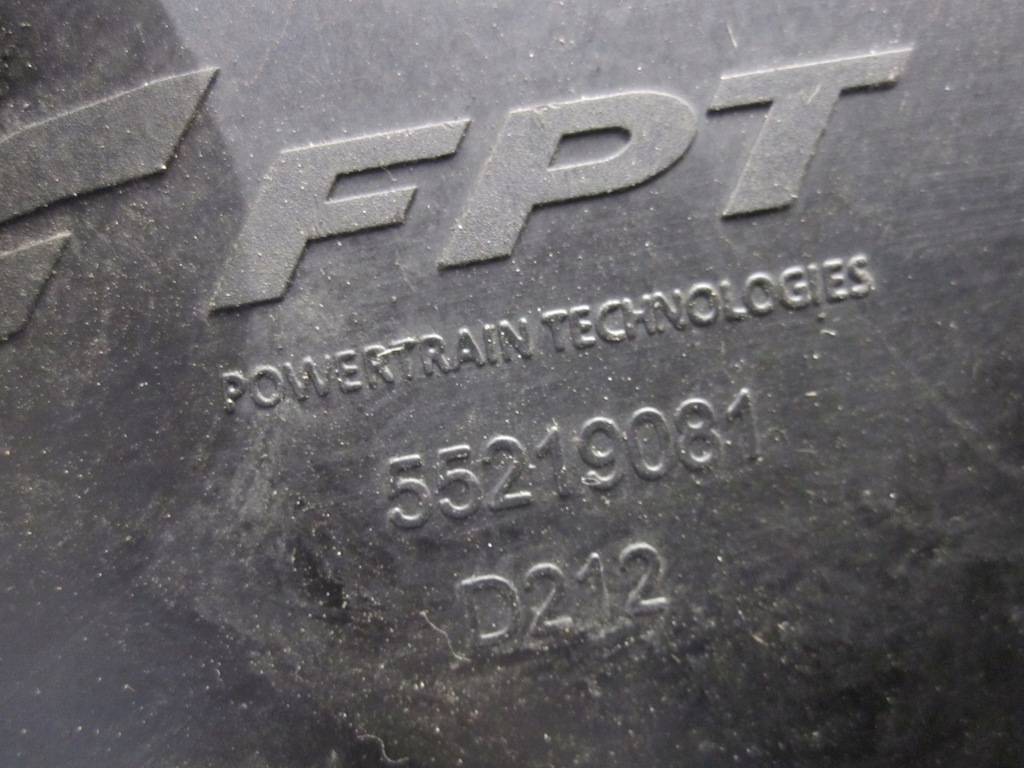 FPT
POWERTRAIN TECHNOLOGIES
55219081
D212